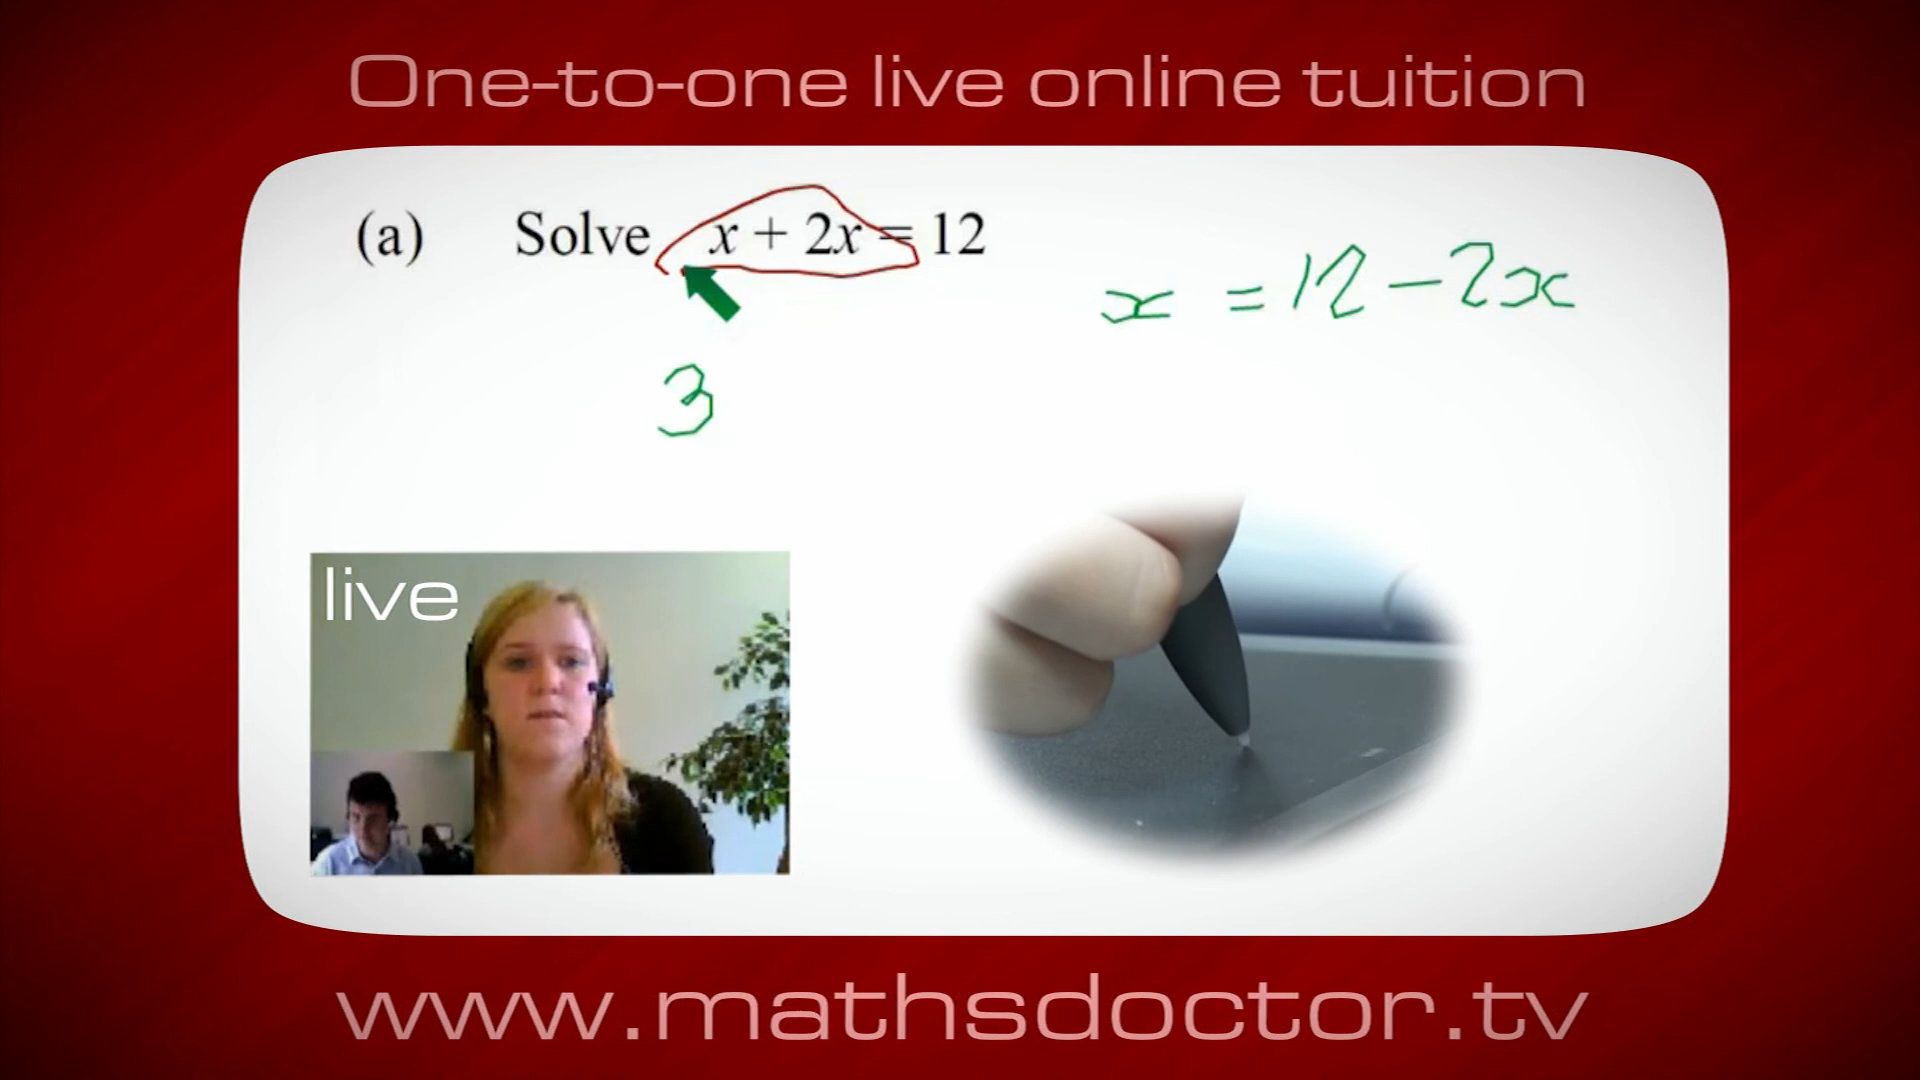 One-to-one live online tuition
(a) Solve x + 2x = 12
x = 12 - 2x
3
live
www.mathsdoctor.tv